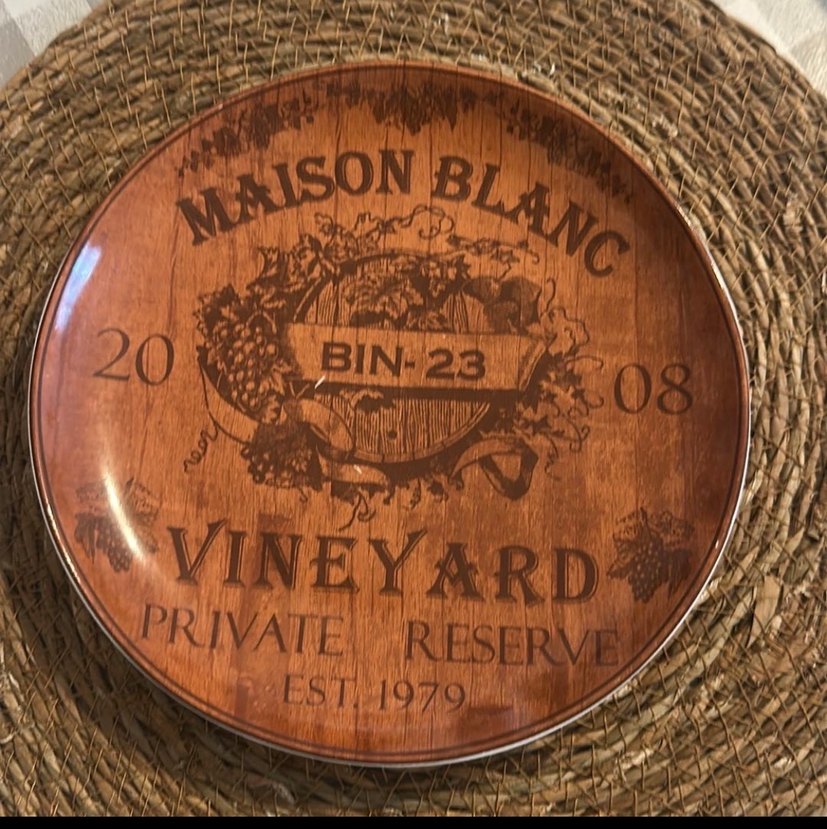 MAISON BLANC
BIN-23
20 08
VINEYARD
PRIVATE RESERVE
EST. 1979